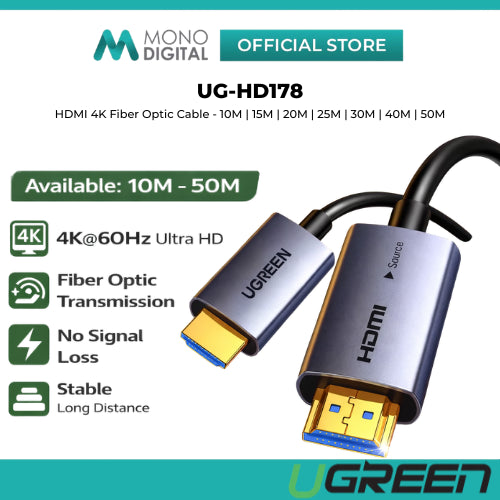 MONO
DIGITAL
OFFICIAL STORE
UG-HD178
HDMI 4K Fiber Optic Cable - 10M | 15M | 20M | 25M | 30M | 40M | 50M
Available: 10M - 50M
4K
4K@60Hz Ultra HD
Fiber Optic
Transmission
No Signal
Loss
Stable
Long Distance
UGREEN
Source
HDMI
UGREEN